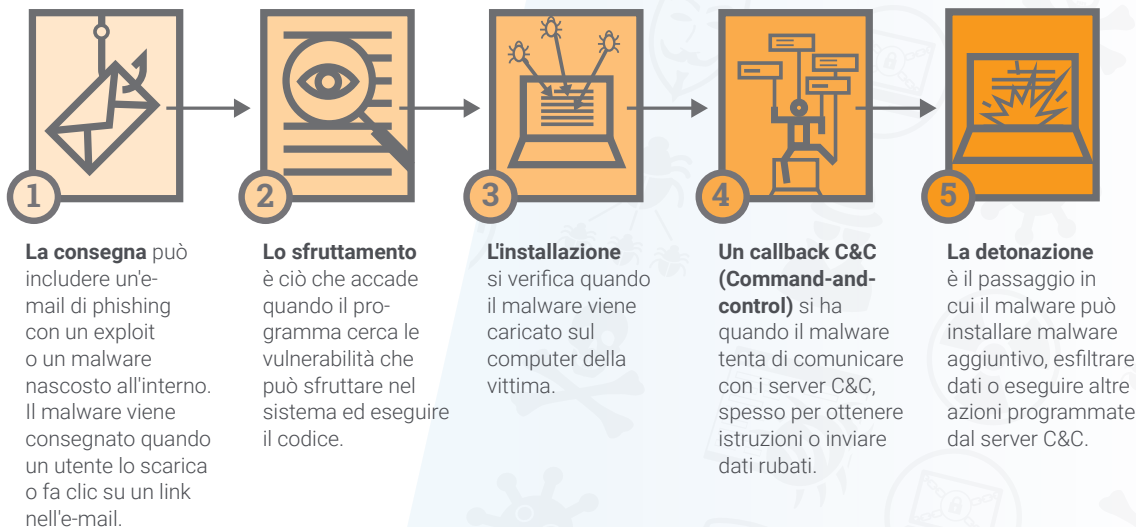 1
La consegna può
includere un'e-
mail di phishing
con un exploit
o un malware
nascosto all'interno.
Il malware viene
consegnato quando
un utente lo scarica
o fa clic su un link
nell'e-mail.
2
Lo sfruttamento
è ciò che accade
quando il pro-
gramma cerca le
vulnerabilità che
può sfruttare nel
sistema ed eseguire
il codice.
3
L'installazione
si verifica quando
il malware viene
caricato sul
computer della
vittima.
4
Un callback C&C
(Command-and-
control) si ha
quando il malware
tenta di comunicare
con i server C&C,
spesso per ottenere
istruzioni o inviare
dati rubati.
5
La detonazione
è il passaggio in
cui il malware può
installare malware
aggiuntivo, esfiltrare
dati o eseguire altre
azioni programmate
dal server C&C.